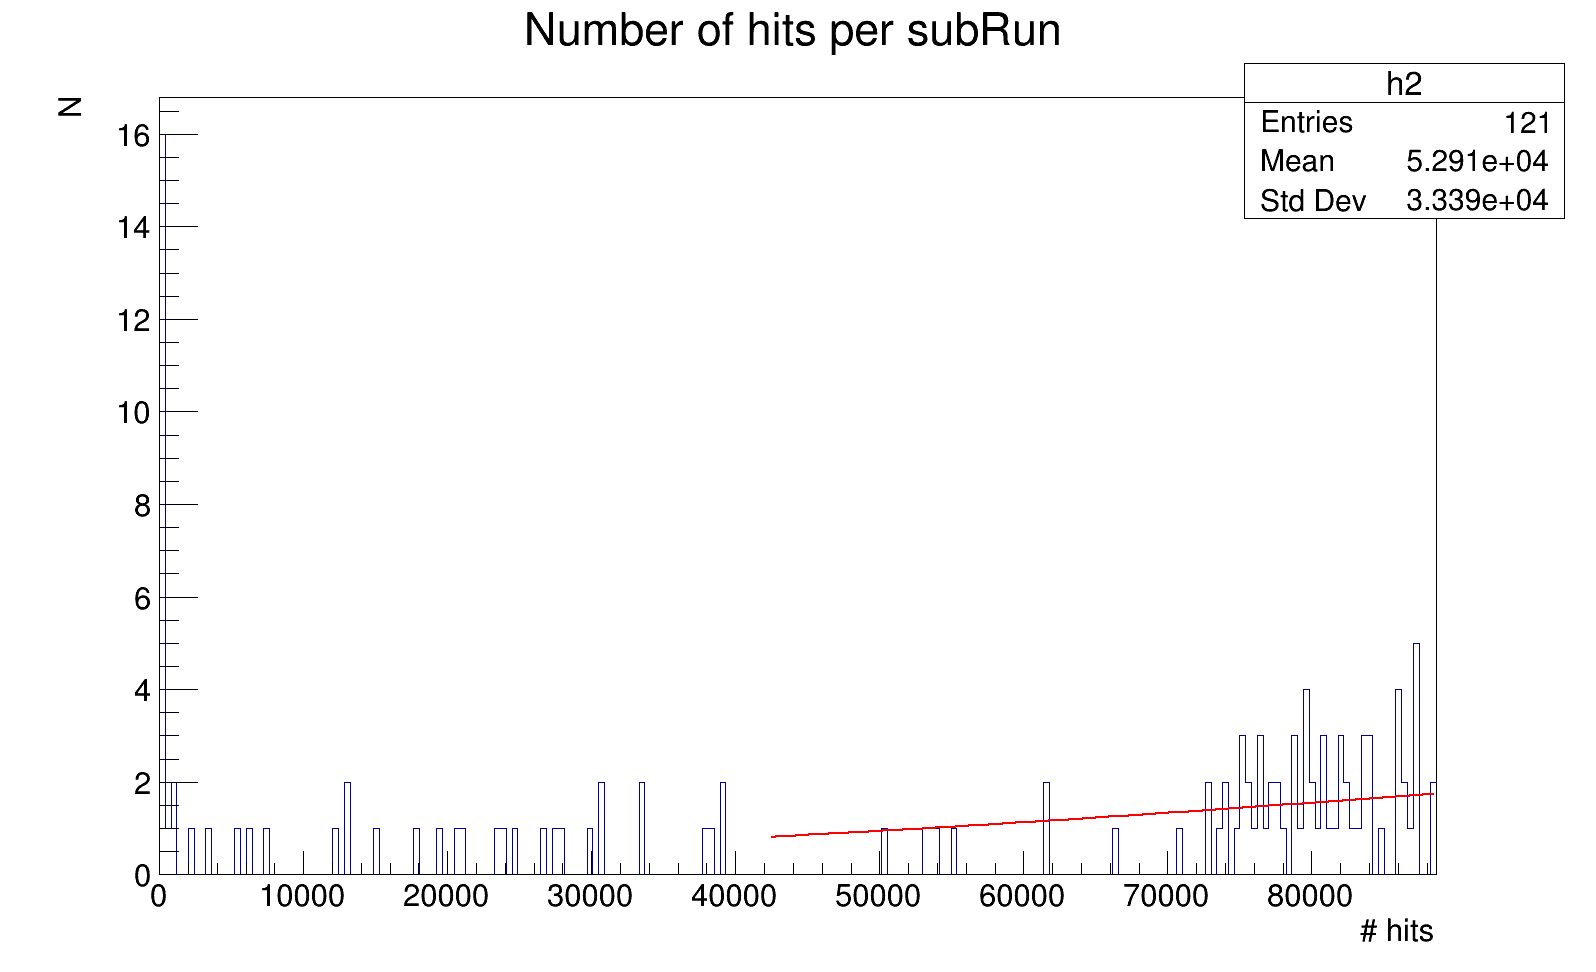 Number of hits per subRun
h2
Entries 121
Mean 5.291e+04
Std Dev 3.339e+04
N
16
14
12
10
8
6
4
2
0
0 10000 20000 30000 40000 50000 60000 70000 80000
# hits